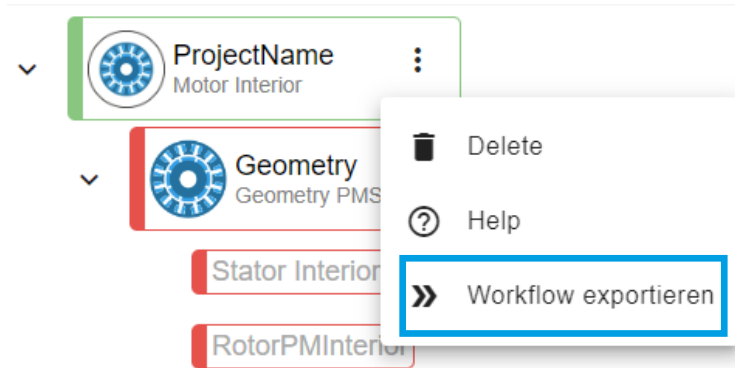 ProjectName
Motor Interior
Delete
Geometry
Geometry PMS
Help
Stator Interior
Workflow exportieren
RotorPMInterior